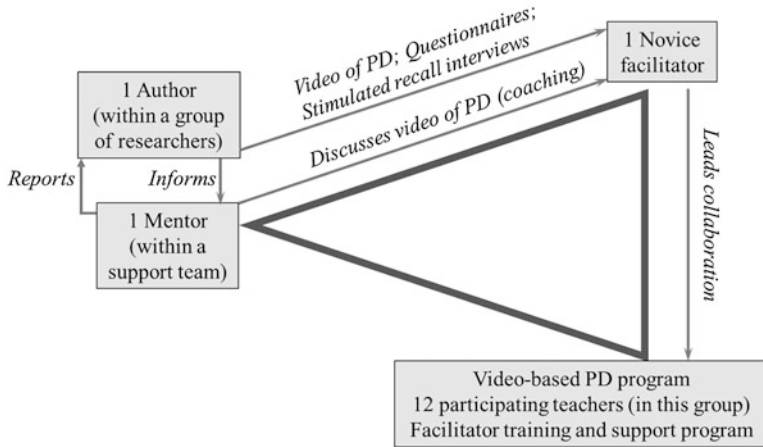 1 Author
(within a group
of researchers)
Video of PD; Questionnaires;
Stimulated recall interviews
1 Novice
facilitator
Discusses video of PD (coaching)
Reports
Informs
1 Mentor
(within a
support team)
Leads collaboration
Video-based PD program
12 participating teachers (in this group)
Facilitator training and support program